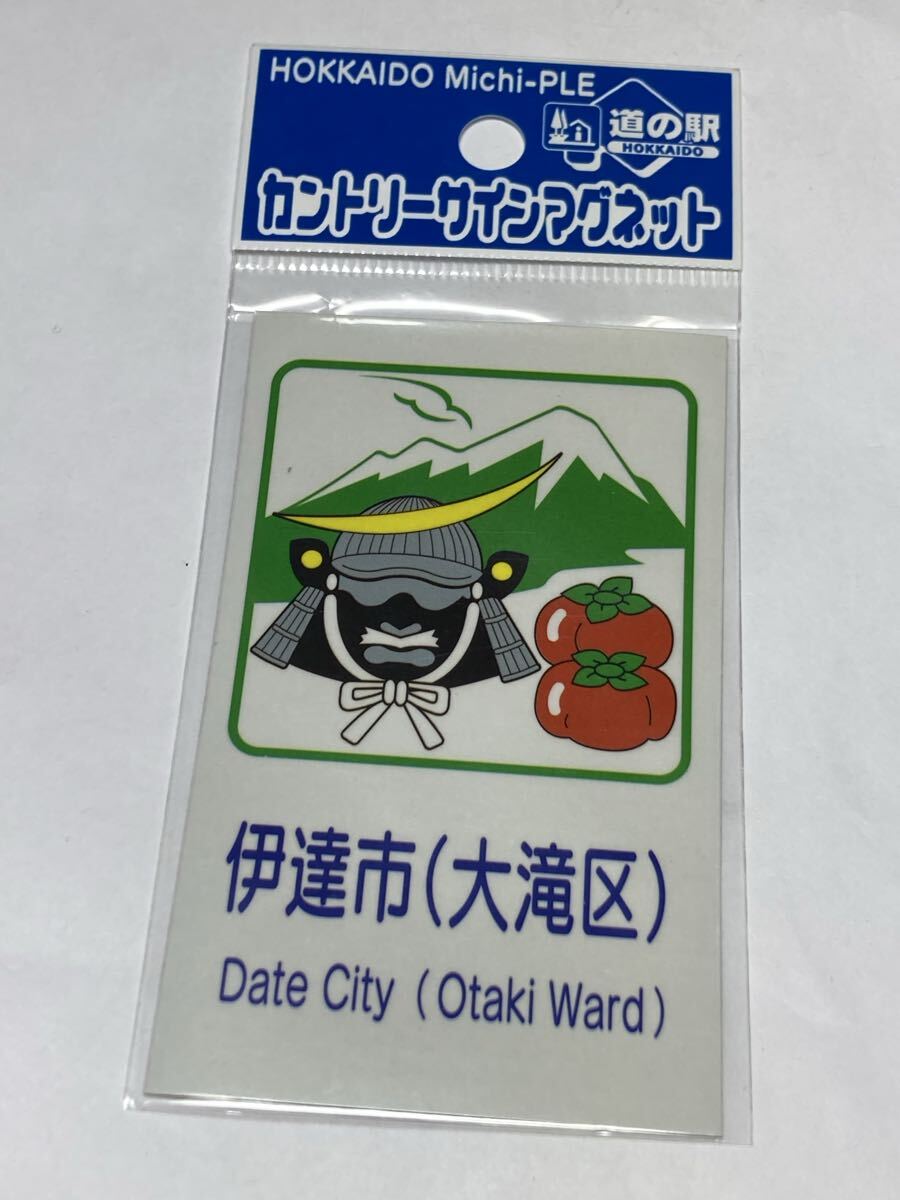 HOKKAIDO Michi-PLE
道の駅
HOKKAIDO
カントリーサインマグネット
伊達市(大滝区)
Date City (Otaki Ward)